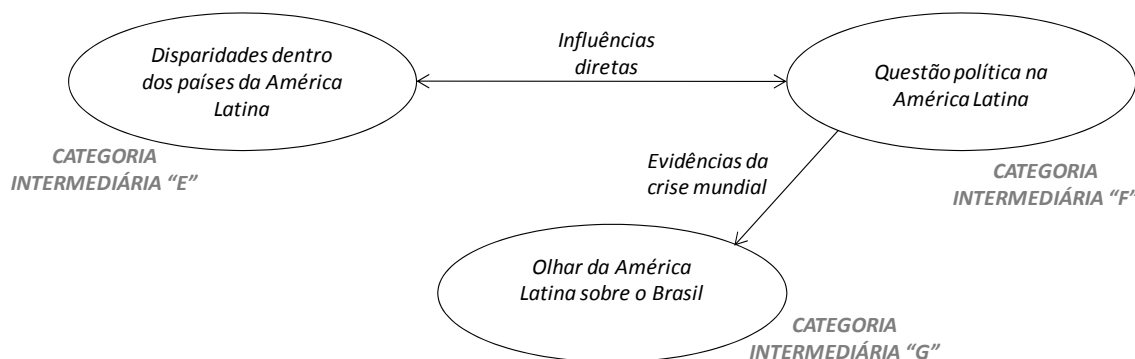 Disparidades dentro
dos países da América
Latina
Influências
diretas
Questão política na
América Latina
CATEGORIA
INTERMEDIÁRIA “E”
Evidências da
crise mundial
CATEGORIA
INTERMEDIÁRIA “F”
Olhar da América
Latina sobre o Brasil
CATEGORIA
INTERMEDIÁRIA “G”